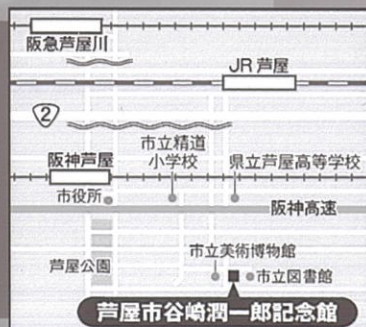 阪急芦屋川
JR 芦屋
2
市立精道
小学校
阪神芦屋
県立芦屋高等学校
市役所
阪神高速
市立美術博物館
芦屋公園
市立図書館
芦屋市谷崎潤一郎記念館